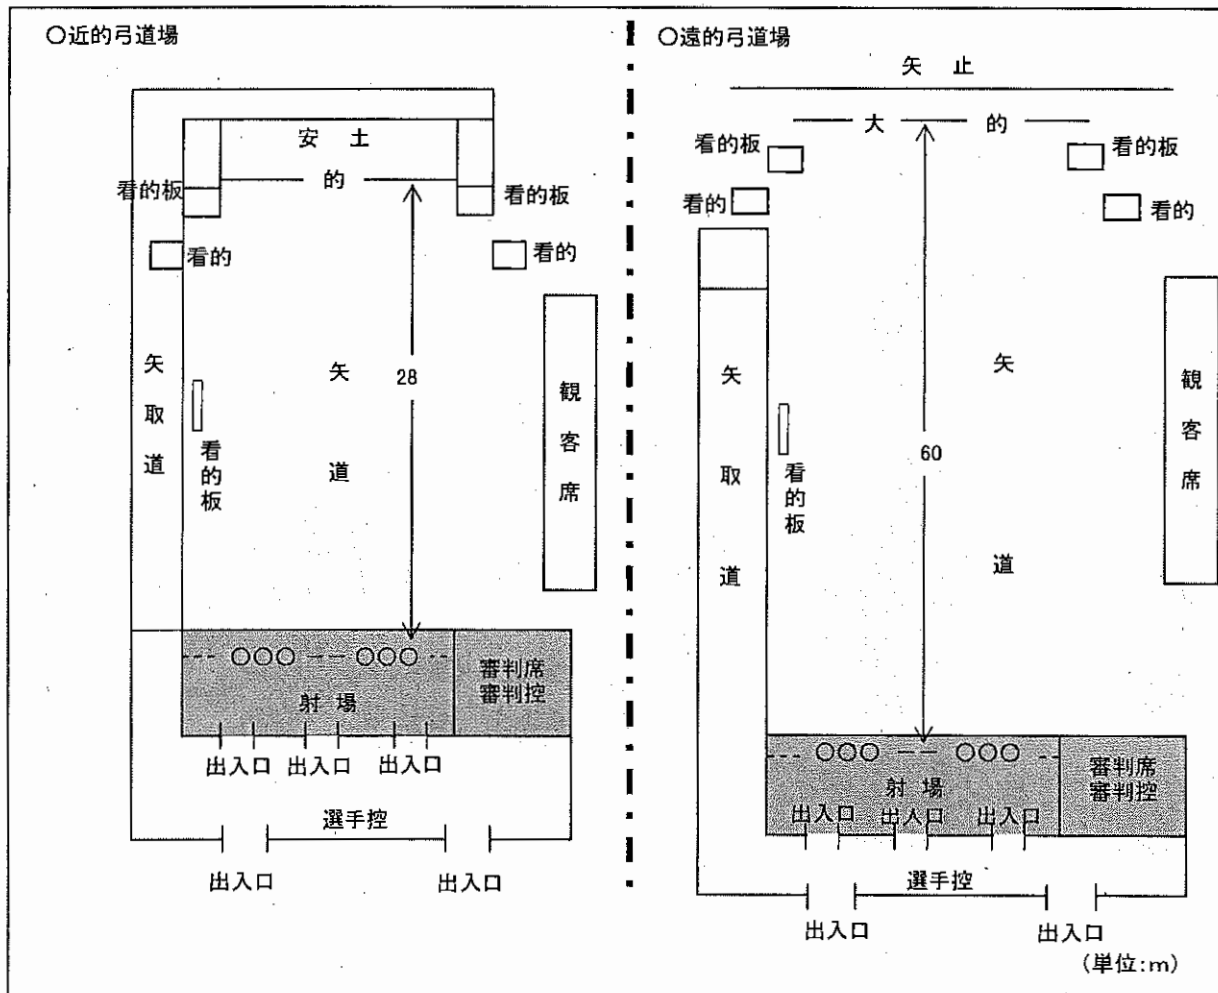 ○近的弓道場
安土
的
看的板
看的板
看的
看的
矢取道
矢道
28
看的板
観客席
○○○
○○○
射場
審判席
審判控
出入口
出入口
出入口
選手控
出入口
出入口
○遠的弓道場
矢止
大
的
看的板
看的板
看的
看的
矢取道
矢道
60
看的板
観客席
○○○
○○○
射場
審判席
審判控
出入口
出入口
出入口
選手控
出入口
出入口
(単位:m)